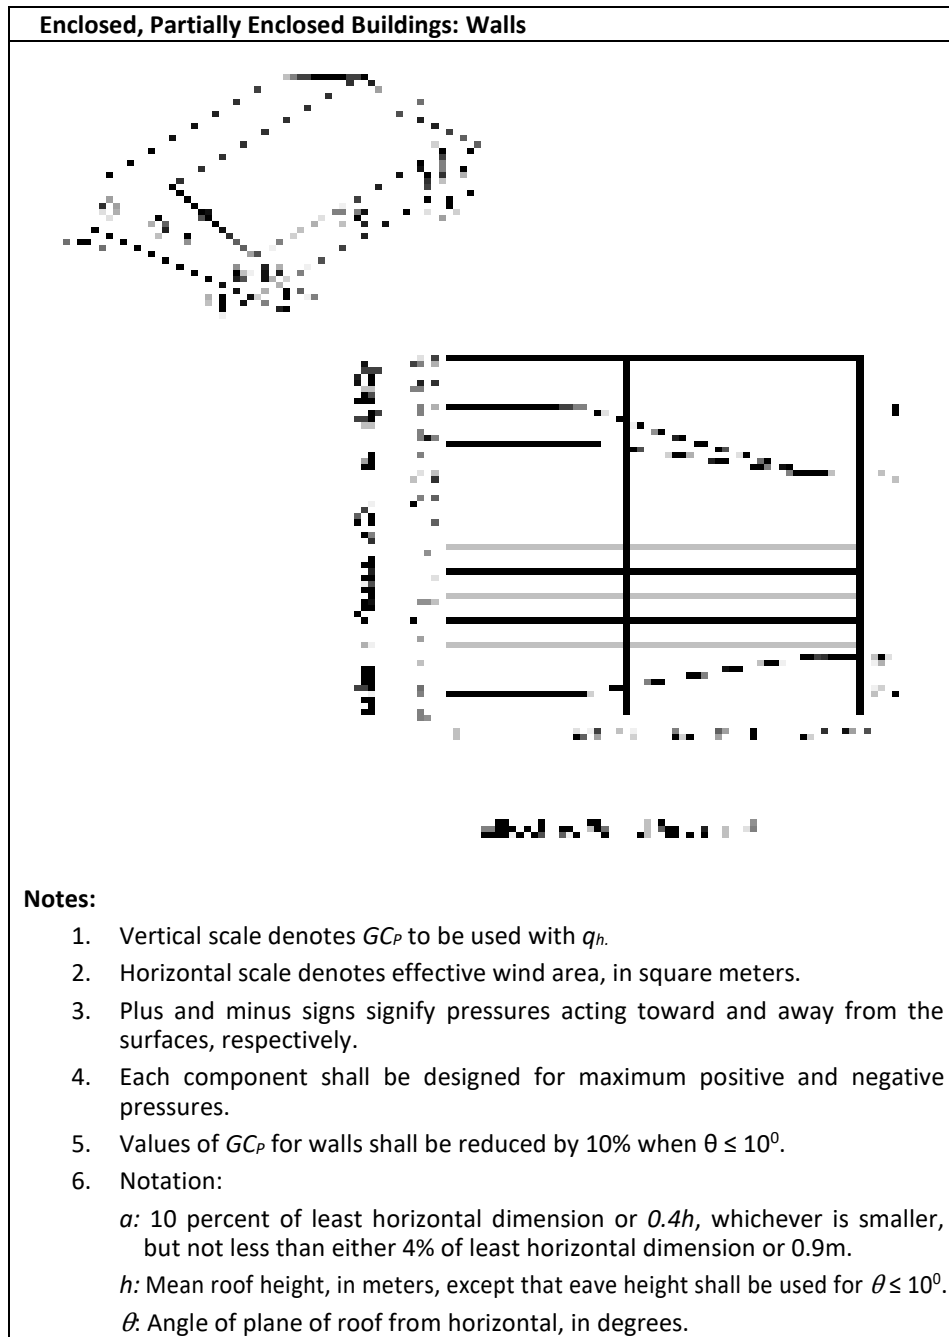 Enclosed, Partially Enclosed Buildings: Walls
Notes:
1. Vertical scale denotes GCP to be used with qh.
2. Horizontal scale denotes effective wind area, in square meters.
3. Plus and minus signs signify pressures acting toward and away from the
surfaces, respectively.
4. Each component shall be designed for maximum positive and negative
pressures.
5. Values of GCP for walls shall be reduced by 10% when θ ≤ 10⁰.
6. Notation:
a: 10 percent of least horizontal dimension or 0.4h, whichever is smaller,
but not less than either 4% of least horizontal dimension or 0.9m.
h: Mean roof height, in meters, except that eave height shall be used for θ ≤ 10⁰.
θ: Angle of plane of roof from horizontal, in degrees.